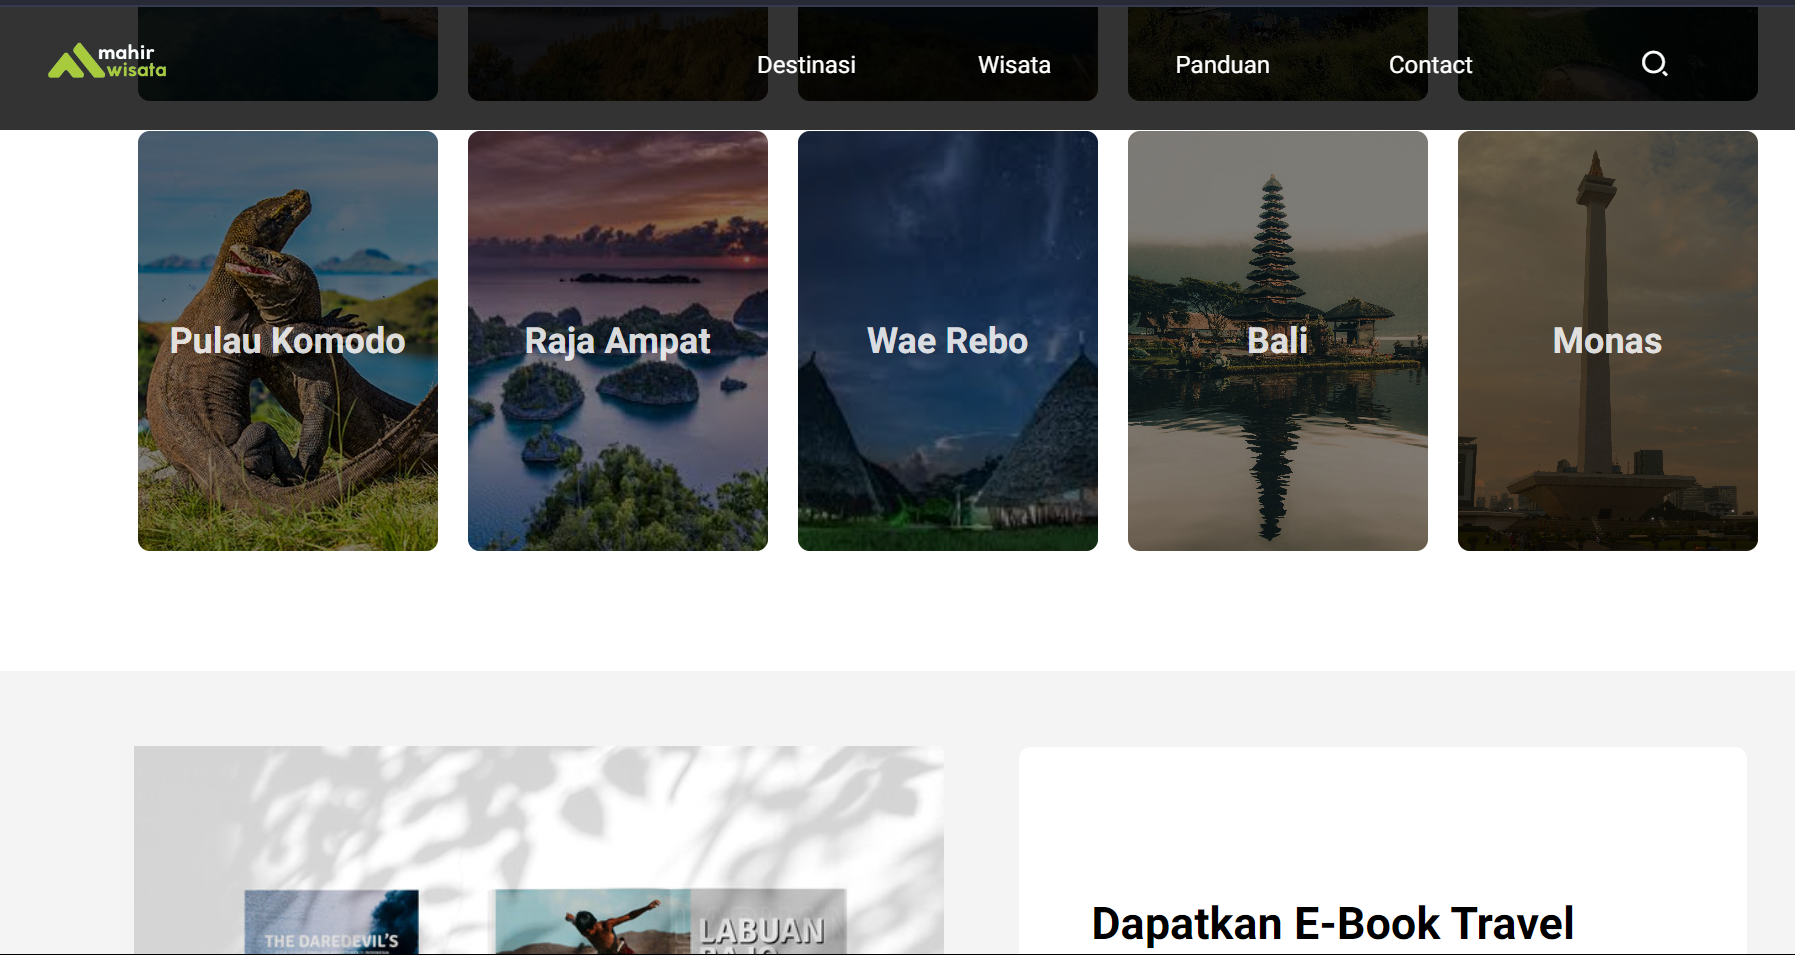 mahir
wisata
Destinasi
Wisata
Panduan
Contact
Pulau Komodo
Raja Ampat
Wae Rebo
Bali
Monas
THE DAREDEVIL'S
LABUAN
BAJO
Dapatkan E-Book Travel